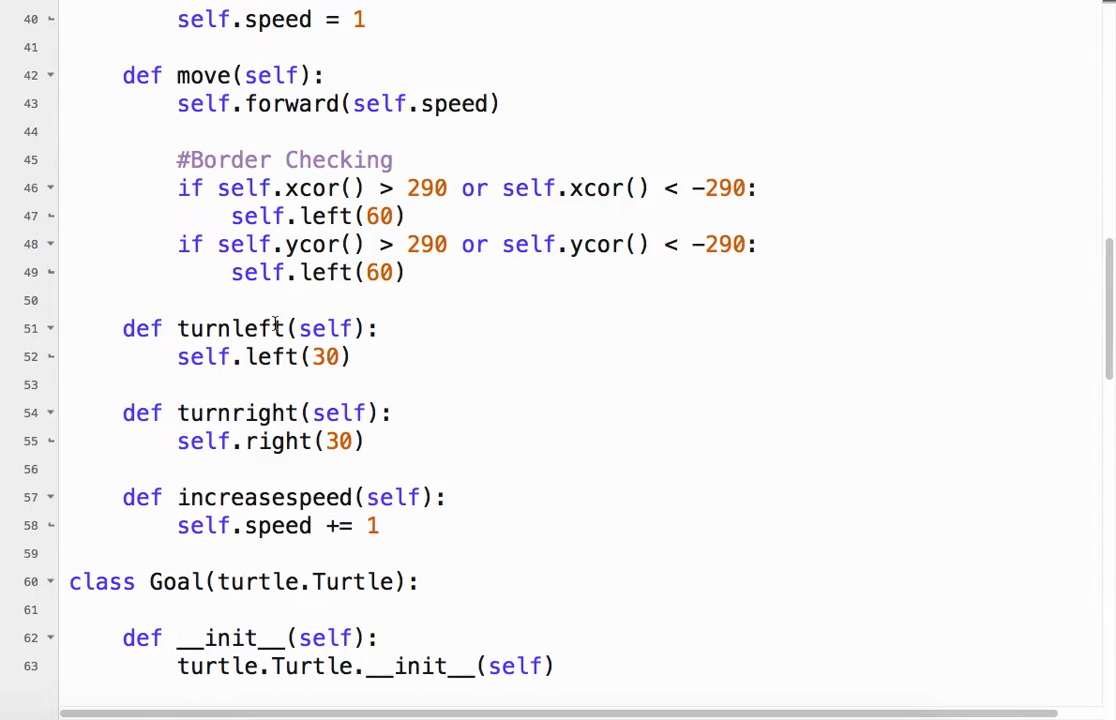 40 self.speed = 1
41
42 def move(self):
43 self.forward(self.speed)
44
45 #Border Checking
46 if self.xcor() > 290 or self.xcor() < -290:
47 self.left(60)
48 if self.ycor() > 290 or self.ycor() < -290:
49 self.left(60)
50
51 def turnleft(self):
52 self.left(30)
53
54 def turnright(self):
55 self.right(30)
56
57 def increasespeed(self):
58 self.speed += 1
59
60 class Goal(turtle.Turtle):
61
62 def __init__(self):
63 turtle.Turtle.__init__(self)